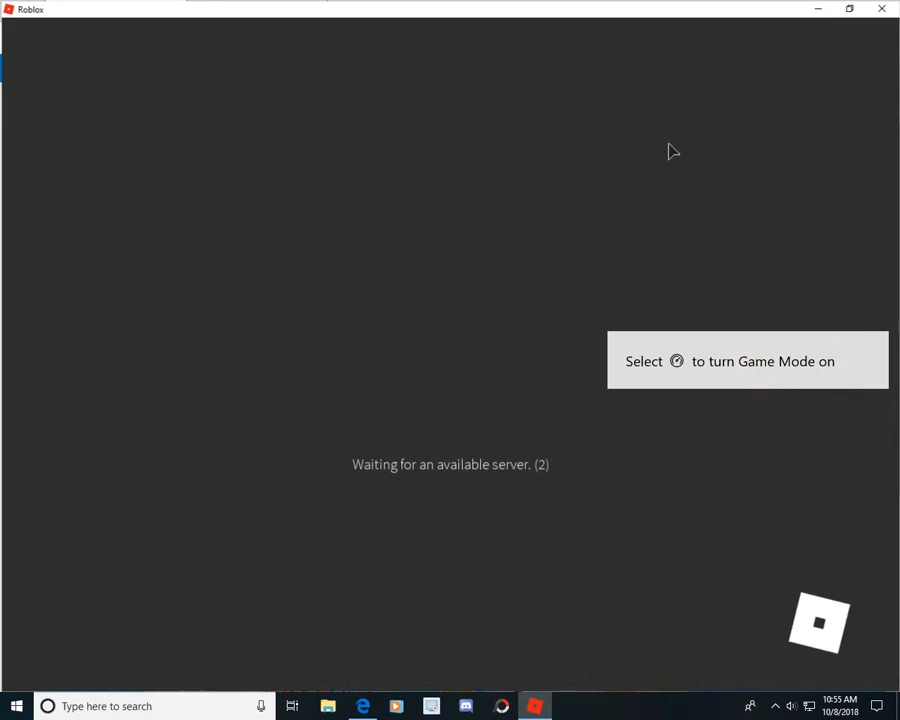 Roblox
Select to turn Game Mode on
Waiting for an available server. (2)
Type here to search
10:55 AM
10/8/2018